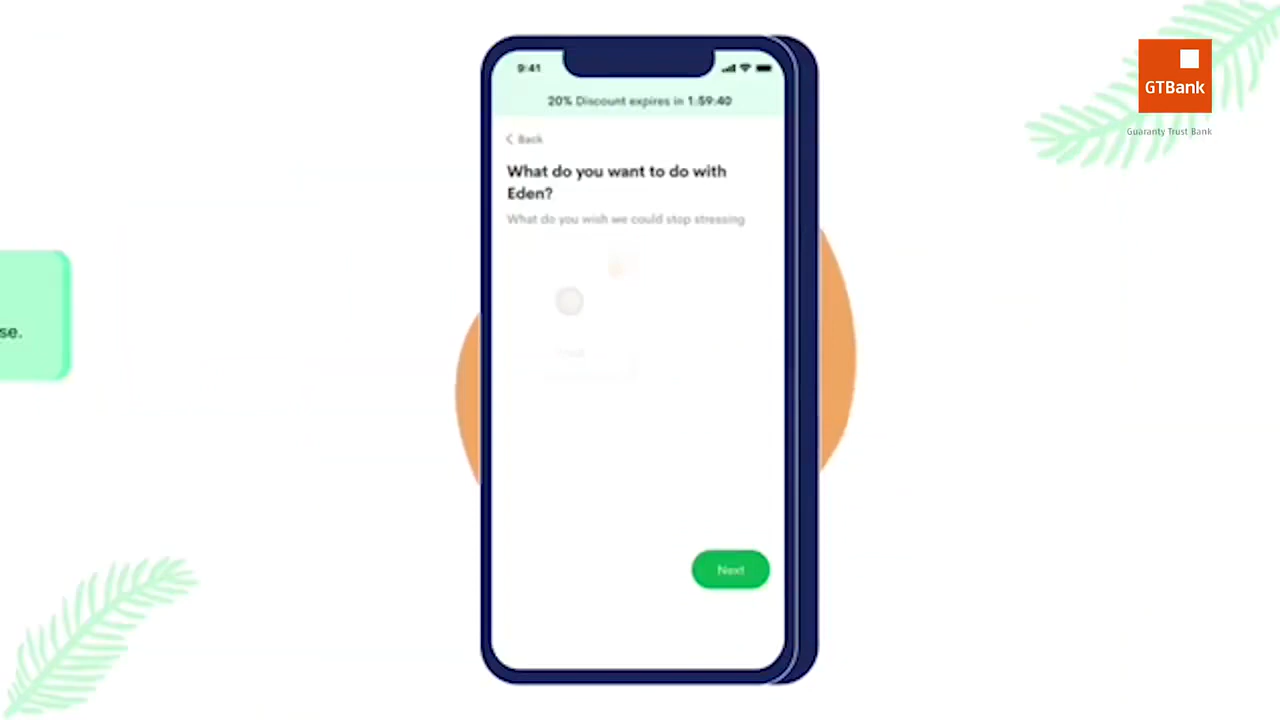 9:41
20% Discount expires in 1:59:40
Back
What do you want to do with
Eden?
What do you wish we could stop stressing
Next
se.
GTBank
Guaranty Trust Bank